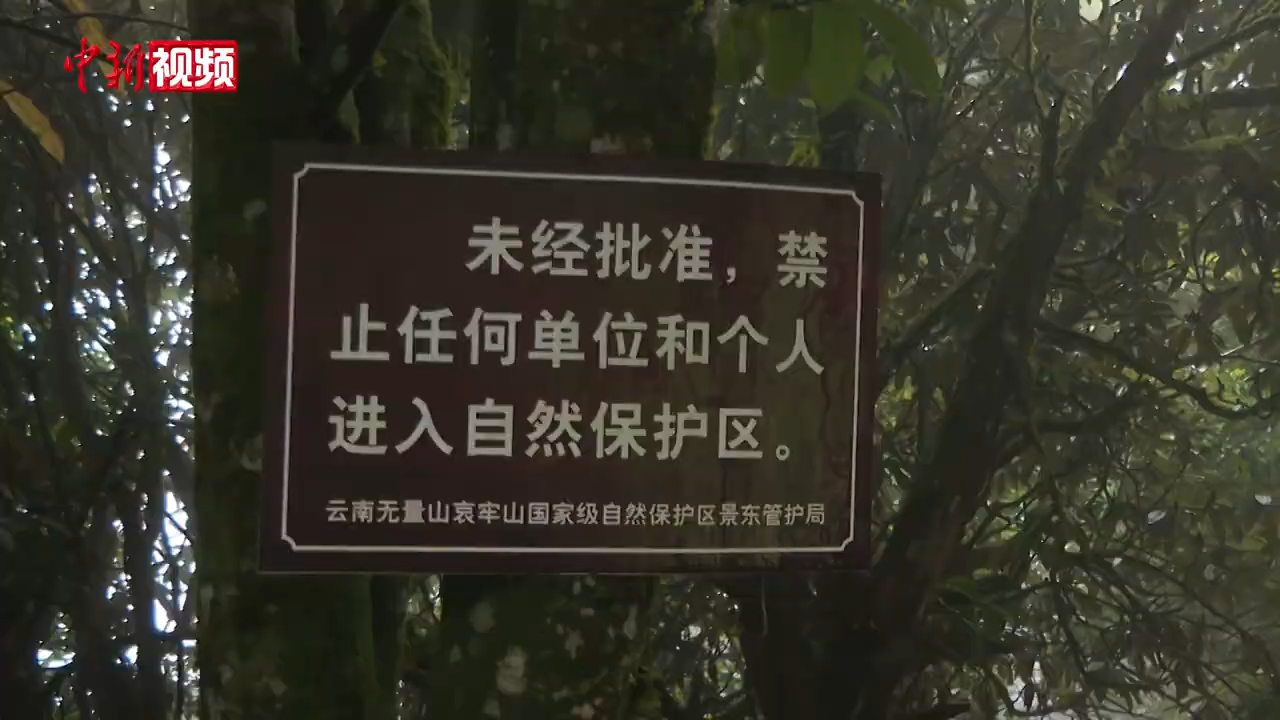 中新视频
未经批准，禁
止任何单位和个人
进入自然保护区。
云南无量山哀牢山国家级自然保护区景东管护局